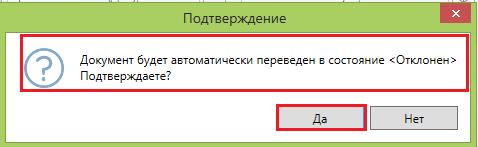 Подтверждение
Документ будет автоматически переведен в состояние <Отклонен>
Подтверждаете?
Да
Нет